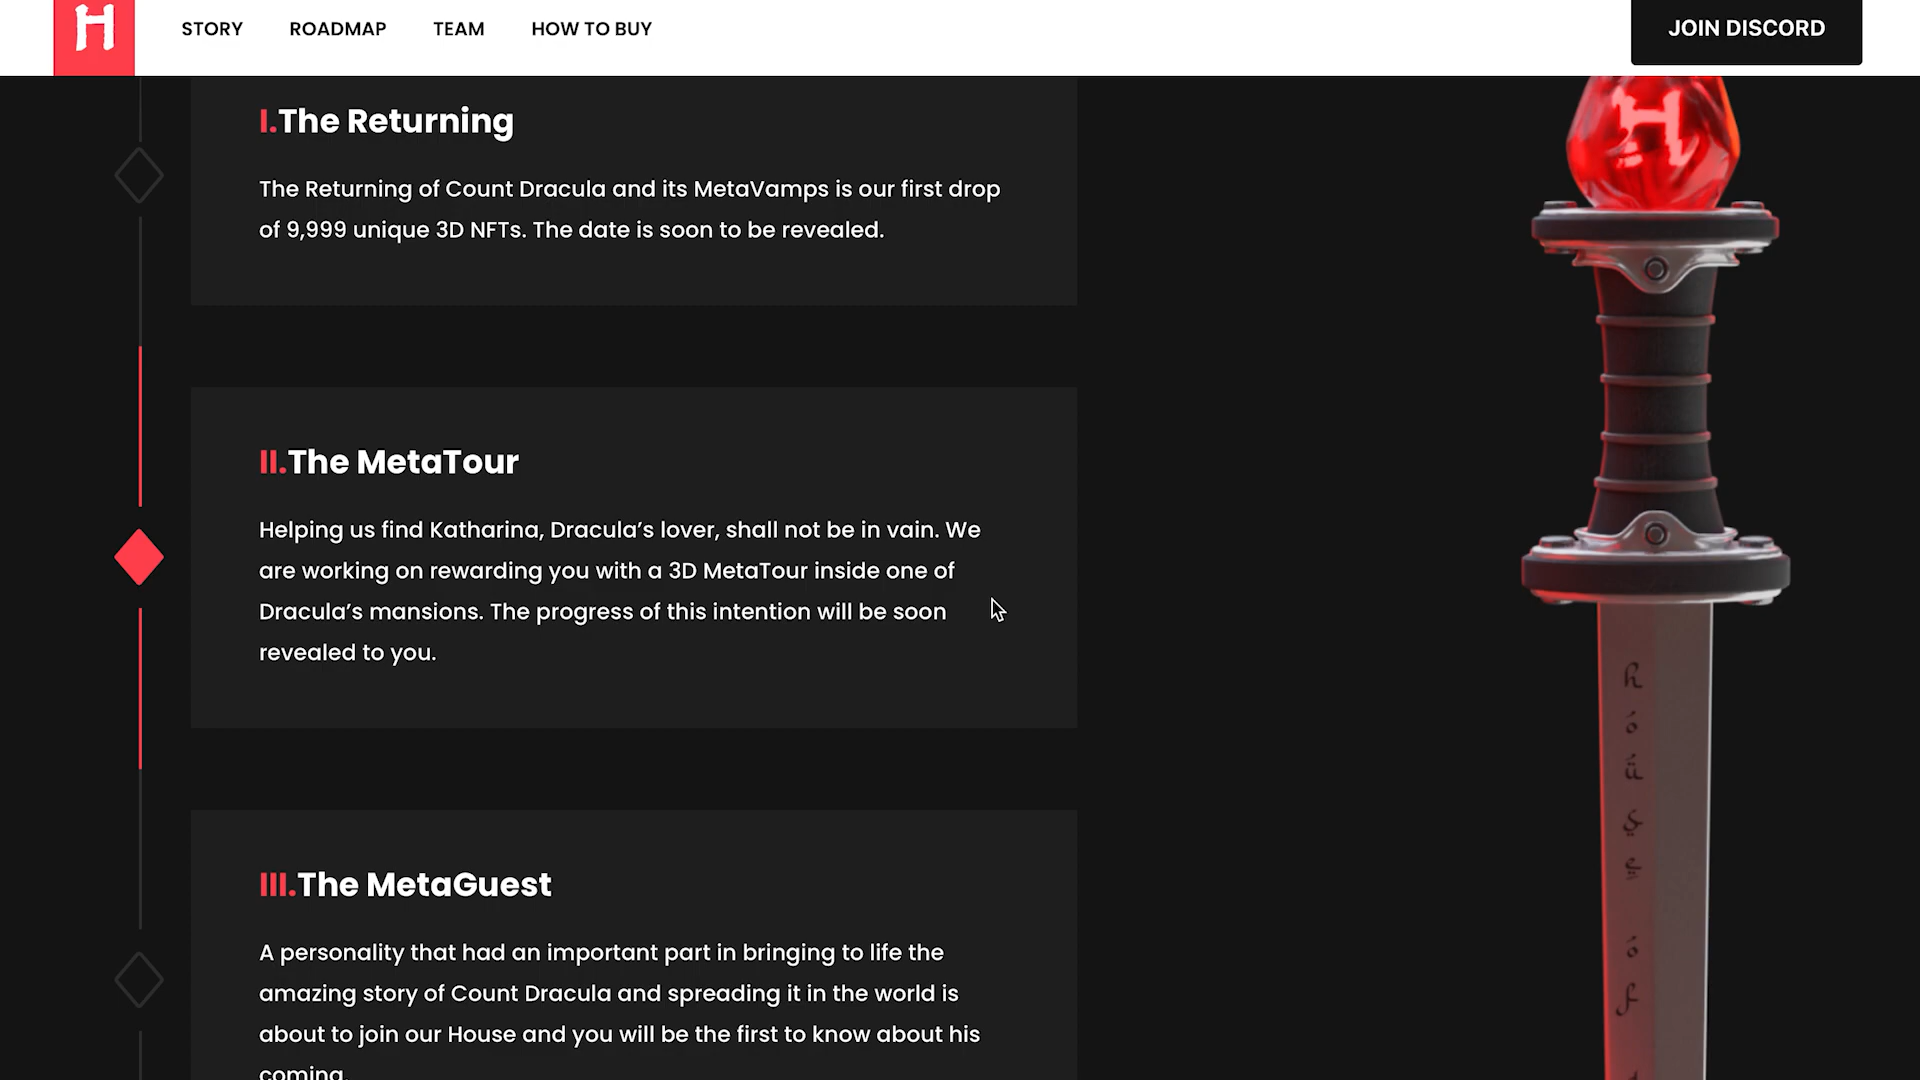 H
STORY ROADMAP TEAM HOW TO BUY JOIN DISCORD
I.The Returning
The Returning of Count Dracula and its MetaVamps is our first drop
of 9,999 unique 3D NFTs. The date is soon to be revealed.
II.The MetaTour
Helping us find Katharina, Dracula’s lover, shall not be in vain. We
are working on rewarding you with a 3D MetaTour inside one of
Dracula’s mansions. The progress of this intention will be soon
revealed to you.
III.The MetaGuest
A personality that had an important part in bringing to life the
amazing story of Count Dracula and spreading it in the world is
about to join our House and you will be the first to know about his
coming.
H